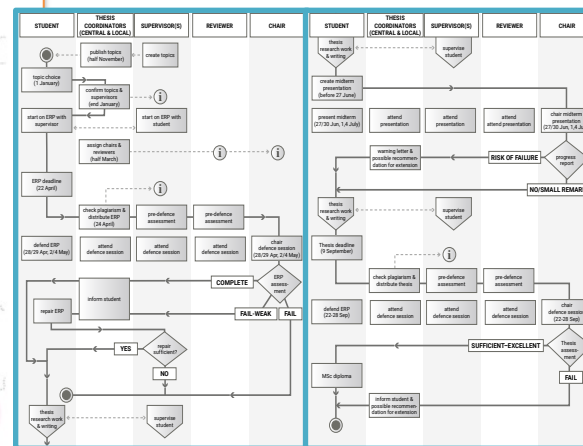 STUDENT
THESIS
COORDINATORS
(CENTRAL & LOCAL)
SUPERVISOR(S)
REVIEWER
CHAIR
publish topics
(half November)
create topics
topic choice
(1 January)
confirm topics &
supervisors
(end January)
i
start on ERP with
supervisor
start on ERP with
student
assign chairs &
reviewers
(half March)
i
i
ERP deadline
(22 April)
i
check plagiarism &
distribute ERP
(24 April)
pre-defence
assessment
pre-defence
assessment
defend ERP
(28/29 Apr, 2/4 May)
attend
defence session
attend
defence session
attend
defence session
chair
defence session
(28/29 Apr, 2/4 May)
ERP
assess-
ment
COMPLETE
inform student
repair ERP
FAIL-WEAK
FAIL
YES
repair
sufficient?
NO
thesis
research work
& writing
supervise
student
STUDENT
THESIS
COORDINATORS
(CENTRAL & LOCAL)
SUPERVISOR(S)
REVIEWER
CHAIR
thesis
research work
& writing
supervise
student
create midterm
presentation
(before 27 June)
present midterm
(27/30 Jun, 1,4 July)
attend
presentation
attend
presentation
attend
attend presentation
chair midterm
presentation
(27/30 Jun, 1,4 Ju
warning letter &
possible recommen-
dation for extension
RISK OF FAILURE
progress
report
NO/SMALL REMAR
thesis
research work
& writing
supervise
student
Thesis deadline
(9 September)
i
check plagiarism &
distribute thesis
pre-defence
assessment
pre-defence
assessment
defend ERP
(23-28 Sep)
attend
defence session
attend
defence session
attend
defence session
chair
defence session
(22-28 Sep)
SUFFICIENT–EXCELLENT
Thesis
assess-
ment
MSc diploma
FAIL
inform student &
possible recommen-
dation for extension